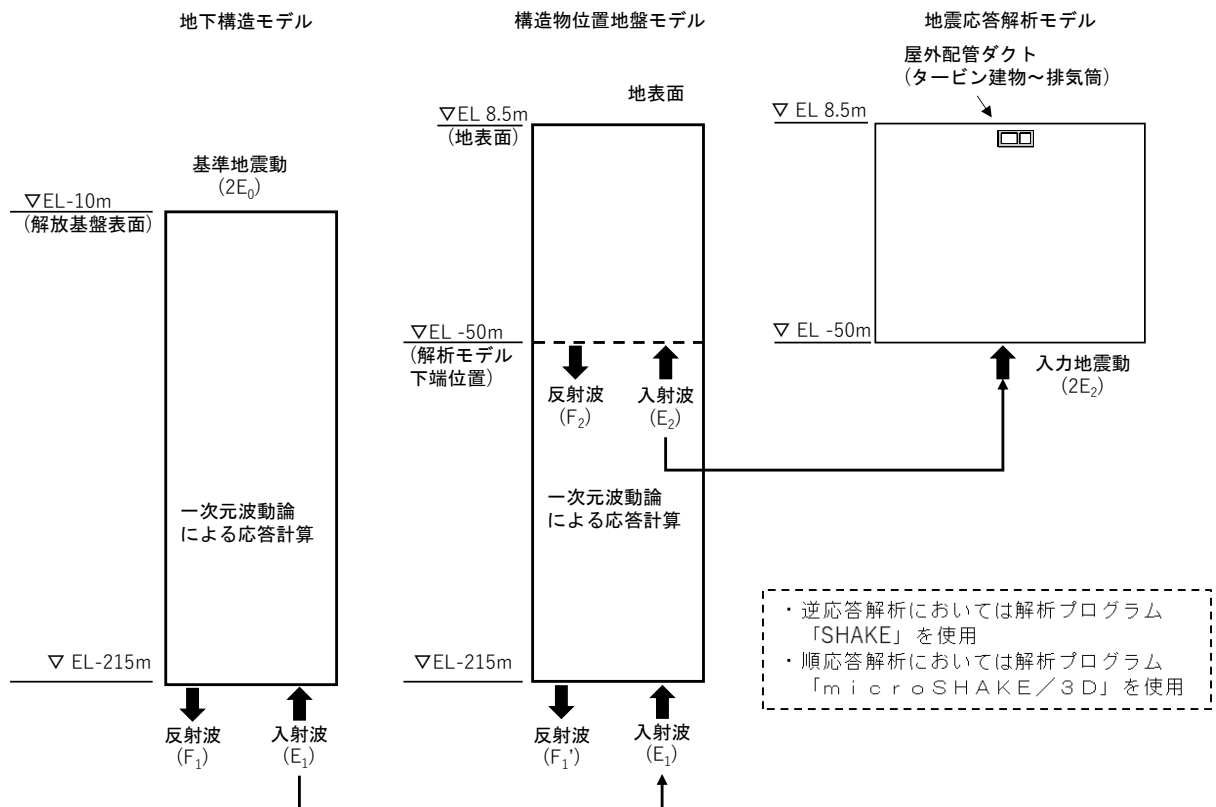 地下構造モデル
基準地震動
(2E₀)
▽EL-10m
(解放基盤表面)
一次元波動論
による応答計算
▽ EL-215m
反射波
(F₁)
入射波
(E₁)
構造物位置地盤モデル
地表面
▽EL 8.5m
(地表面)
▽EL -50m
(解析モデル
下端位置)
反射波
(F₂)
入射波
(E₂)
一次元波動論
による応答計算
▽EL-215m
反射波
(F₁')
入射波
(E₁)
地震応答解析モデル
屋外配管ダクト
(タービン建物～排気筒)
▽ EL 8.5m
▽ EL -50m
入力地震動
(2E₂)
・逆応答解析においては解析プログラム
「SHAKE」を使用
・順応答解析においては解析プログラム
「ｍｉｃｒｏSHAKE／３Ｄ」を使用